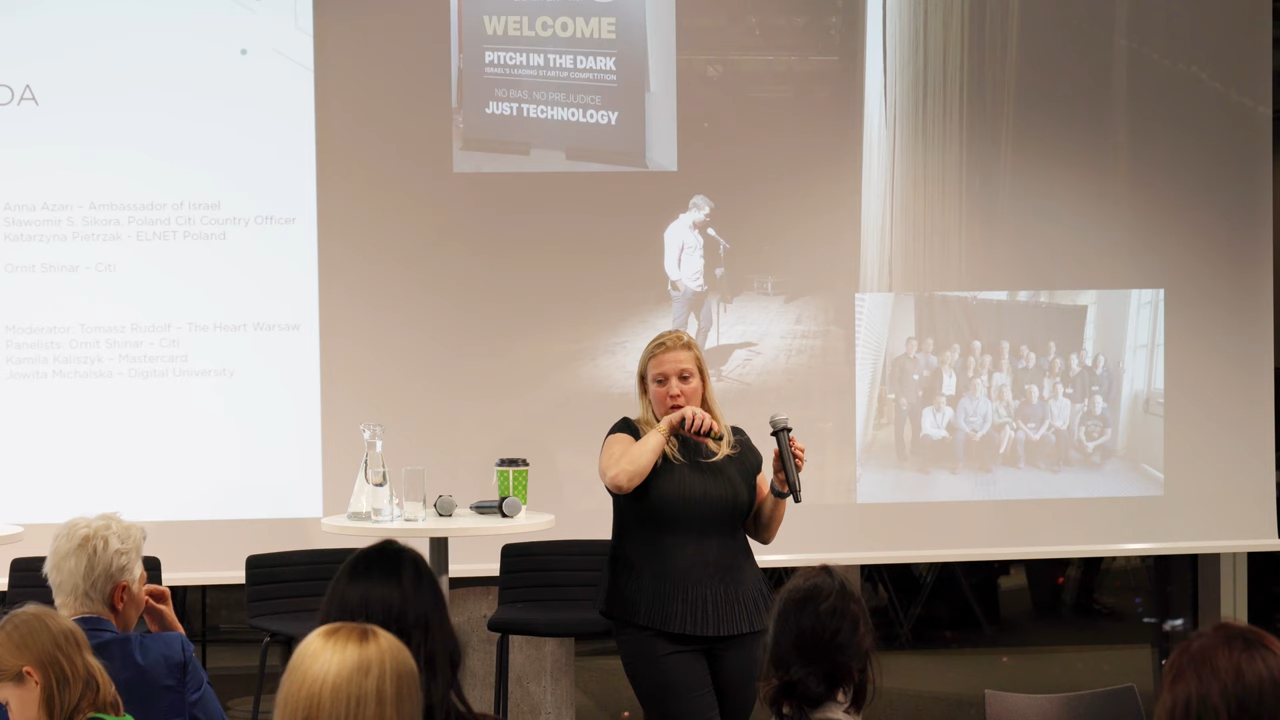 DA
Anna Azari – Ambassador of Israel
Sławomir S. Sikora, Poland Citi Country Officer
Katarzyna Pietrzak - ELNET Poland
Ornit Shinar – Citi
Moderator: Tomasz Rudolf – The Heart Warsaw
Panelists: Ornit Shinar – Citi
Kamila Kaliszyk – Mastercard
Jowita Michalska – Digital University
WELCOME
PITCH IN THE DARK
ISRAEL'S LEADING STARTUP COMPETITION
NO BIAS, NO PREJUDICE
JUST TECHNOLOGY